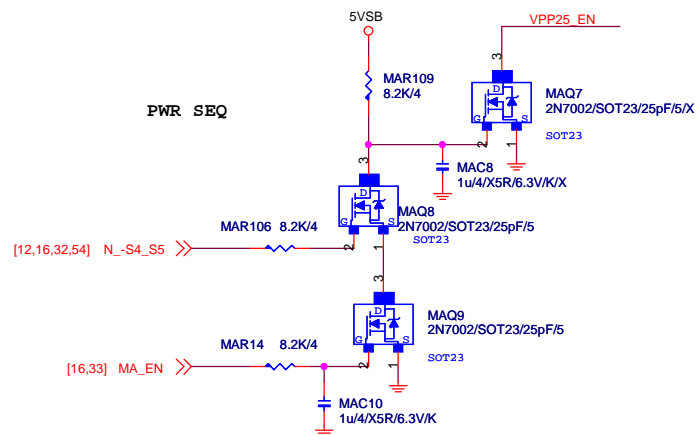 5VSB
VPP25_EN
3
MAR109
8.2K/4
D
MAQ7
2N7002/SOT23/25pF/5/X
PWR SEQ
G
S
SOT23
2
1
3
MAC8
1u/4/X5R/6.3V/K/X
D
MAQ8
2N7002/SOT23/25pF/5
MAR106 8.2K/4
G
S
SOT23
[12,16,32,54] N_-S4_S5
2
1
3
D
MAQ9
2N7002/SOT23/25pF/5
MAR14 8.2K/4
G
S
SOT23
[16,33] MA_EN
2
1
MAC10
1u/4/X5R/6.3V/K